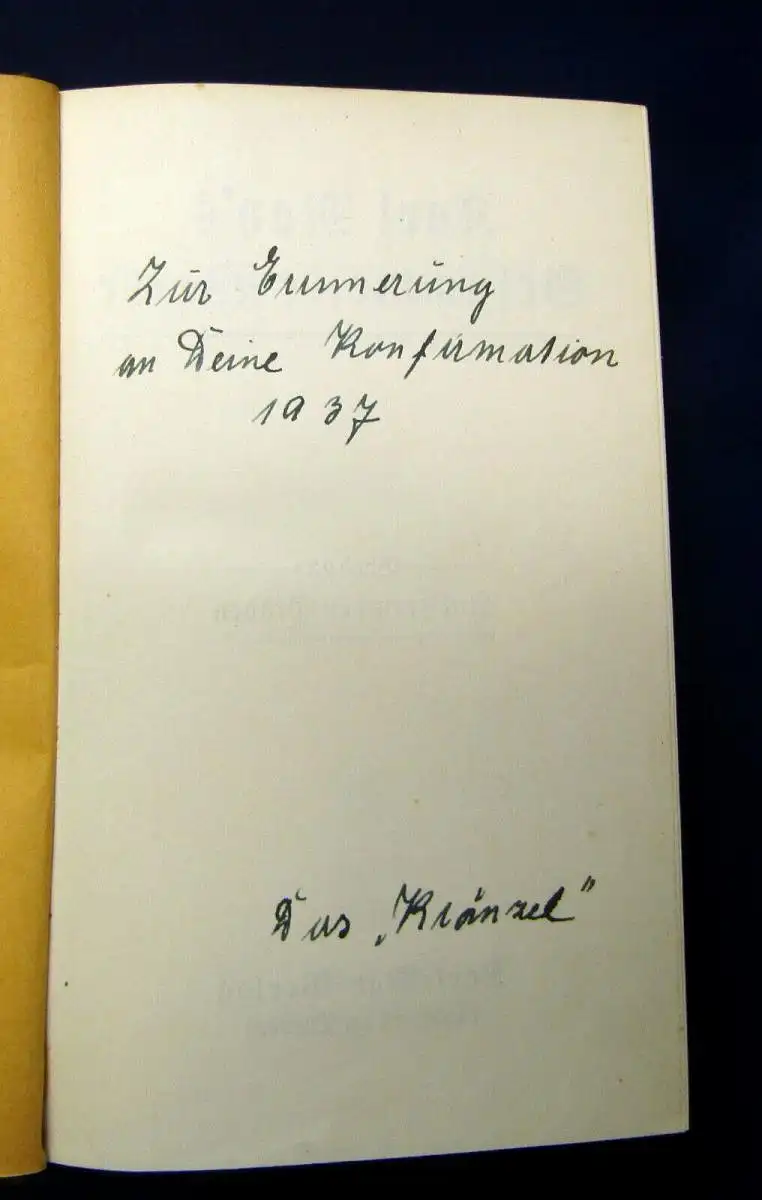 Zur Erinnerung
an Deine Konfirmation
1937
Das „Kränzel"